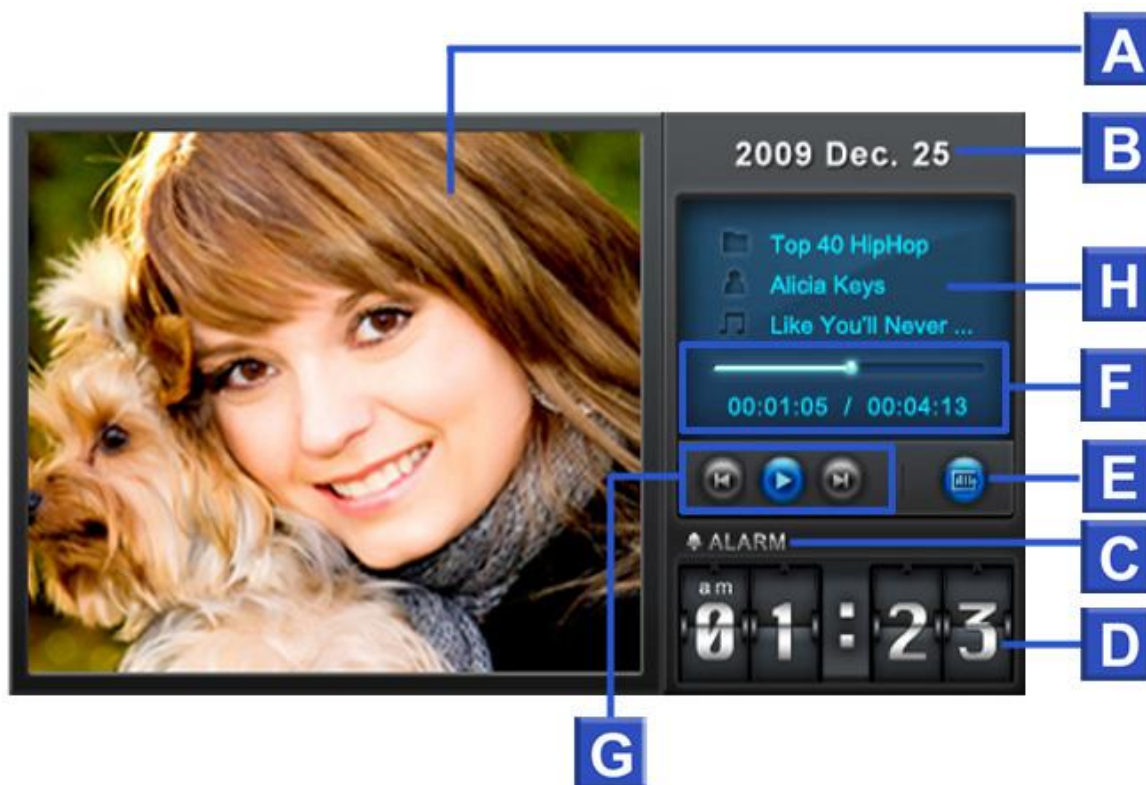 A
2009 Dec. 25
B
Top 40 HipHop
Alicia Keys
H
Like You'll Never ...
F
00:01:05 / 00:04:13
E
ALARM
C
am
01:23
D
G